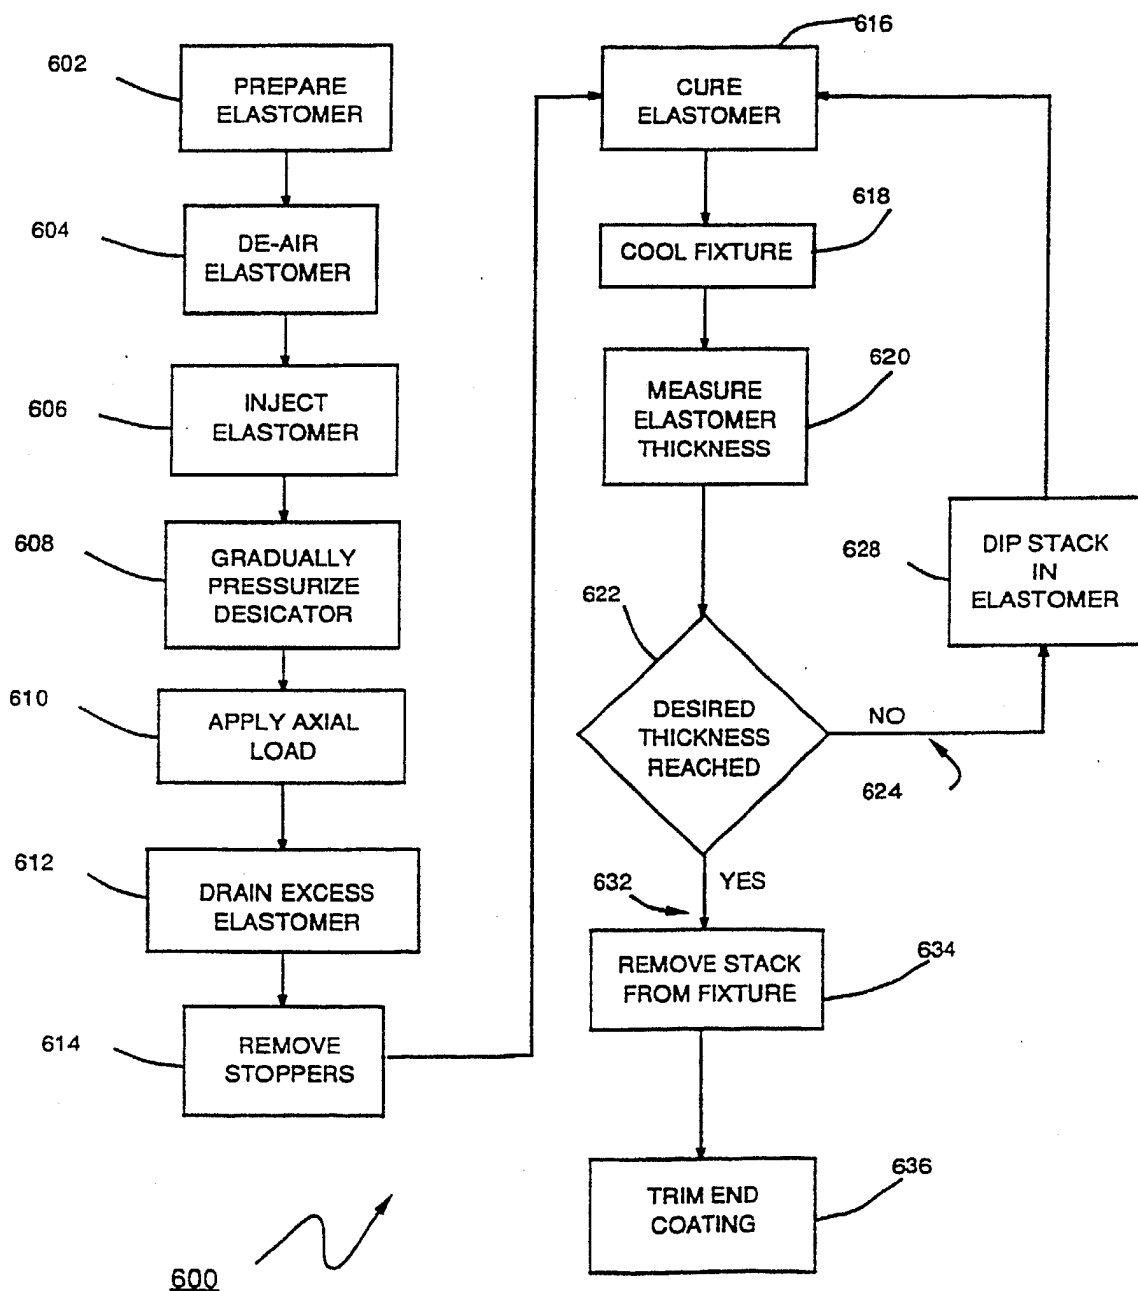 602
PREPARE
ELASTOMER
604
DE-AIR
ELASTOMER
606
INJECT
ELASTOMER
608
GRADUALLY
PRESSURIZE
DESICATOR
610
APPLY AXIAL
LOAD
612
DRAIN EXCESS
ELASTOMER
614
REMOVE
STOPPERS
616
CURE
ELASTOMER
618
COOL FIXTURE
620
MEASURE
ELASTOMER
THICKNESS
622
DESIRED
THICKNESS
REACHED
NO
624
628
DIP STACK
IN
ELASTOMER
YES
632
634
REMOVE STACK
FROM FIXTURE
636
TRIM END
COATING
600